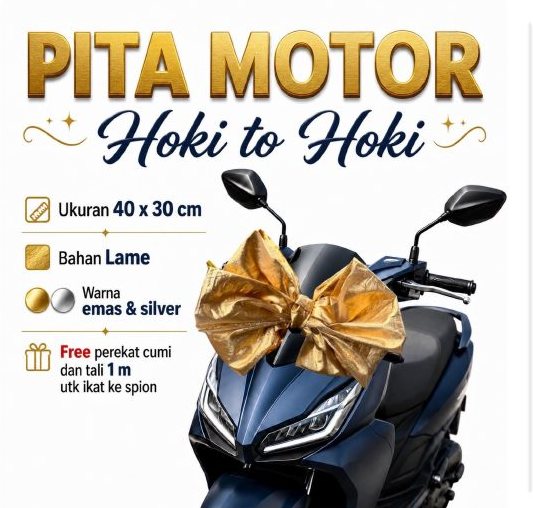 PITA MOTOR
Hoki to Hoki
Ukuran 40 x 30 cm
Bahan Lame
Warna
emas & silver
Free perekat cumi
dan tali 1 m
utk ikat ke spion